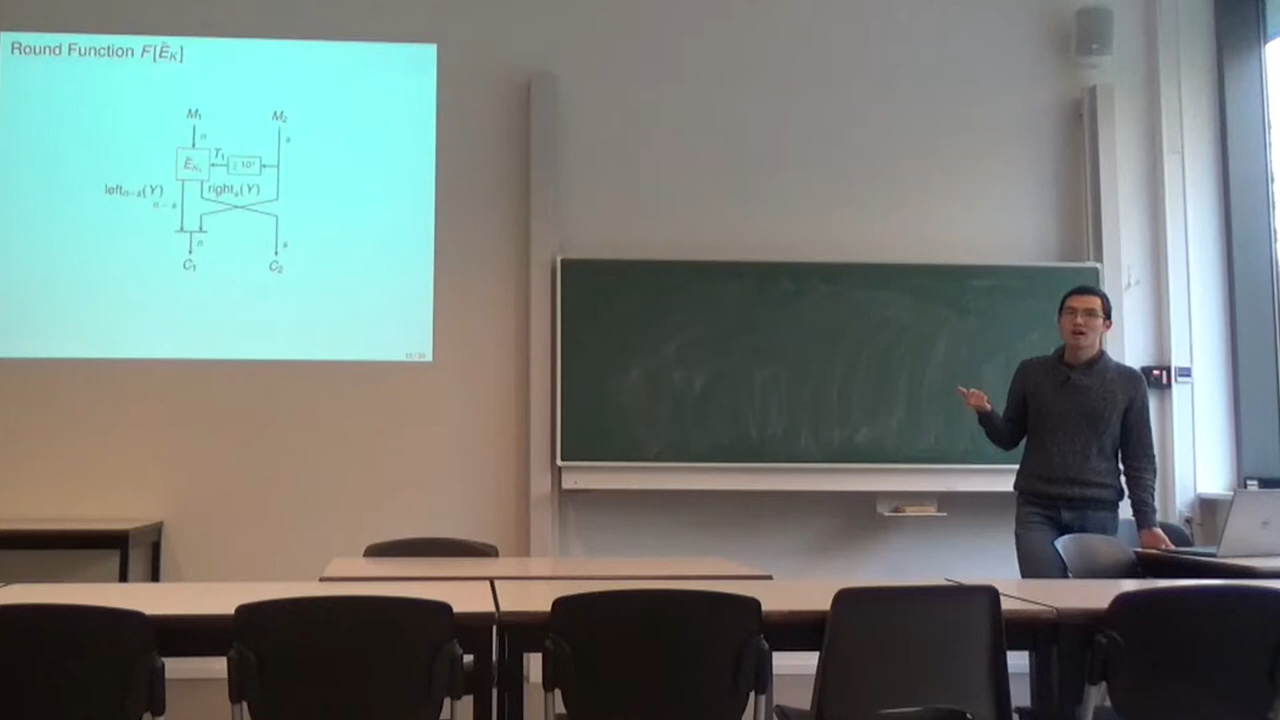 Round Function F[Ẽ_K]
M₁ M₂
n s
Ẽ_K₁ T₁ 10*
left_{n−s}(Y) right_s(Y)
n − s
n s
C₁ C₂